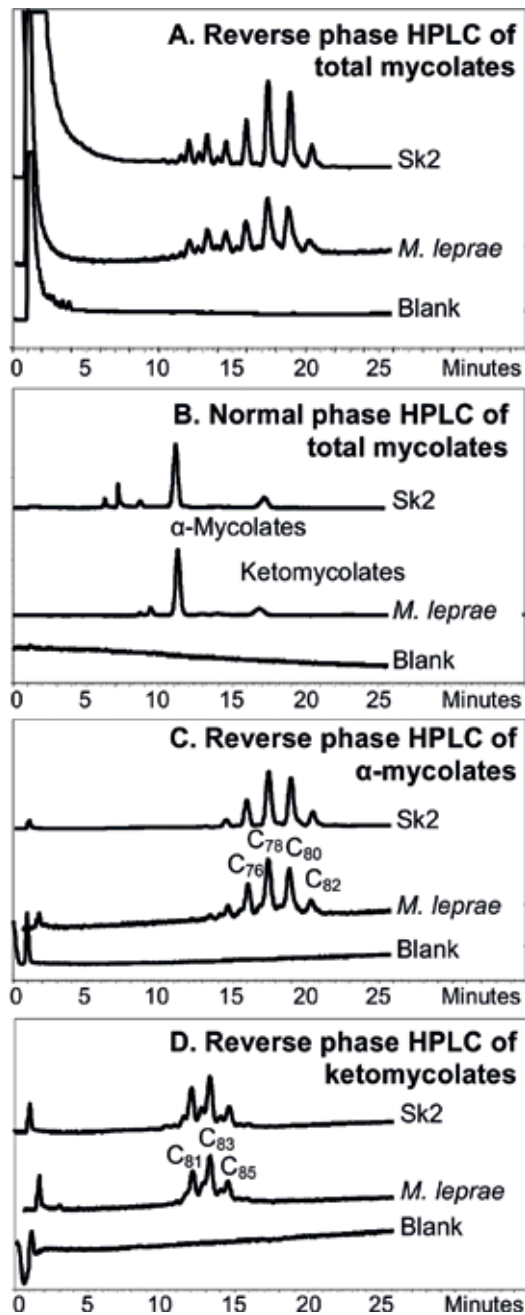 A. Reverse phase HPLC of
total mycolates
Sk2
M. leprae
Blank
0 5 10 15 20 25 Minutes
B. Normal phase HPLC of
total mycolates
Sk2
α-Mycolates
Ketomycolates
M. leprae
Blank
0 5 10 15 20 25 Minutes
C. Reverse phase HPLC of
α-mycolates
Sk2
C78 C80
C76 C82
M. leprae
Blank
0 5 10 15 20 25 Minutes
D. Reverse phase HPLC of
ketomycolates
Sk2
C83
C81 C85
M. leprae
Blank
0 5 10 15 20 25 Minutes